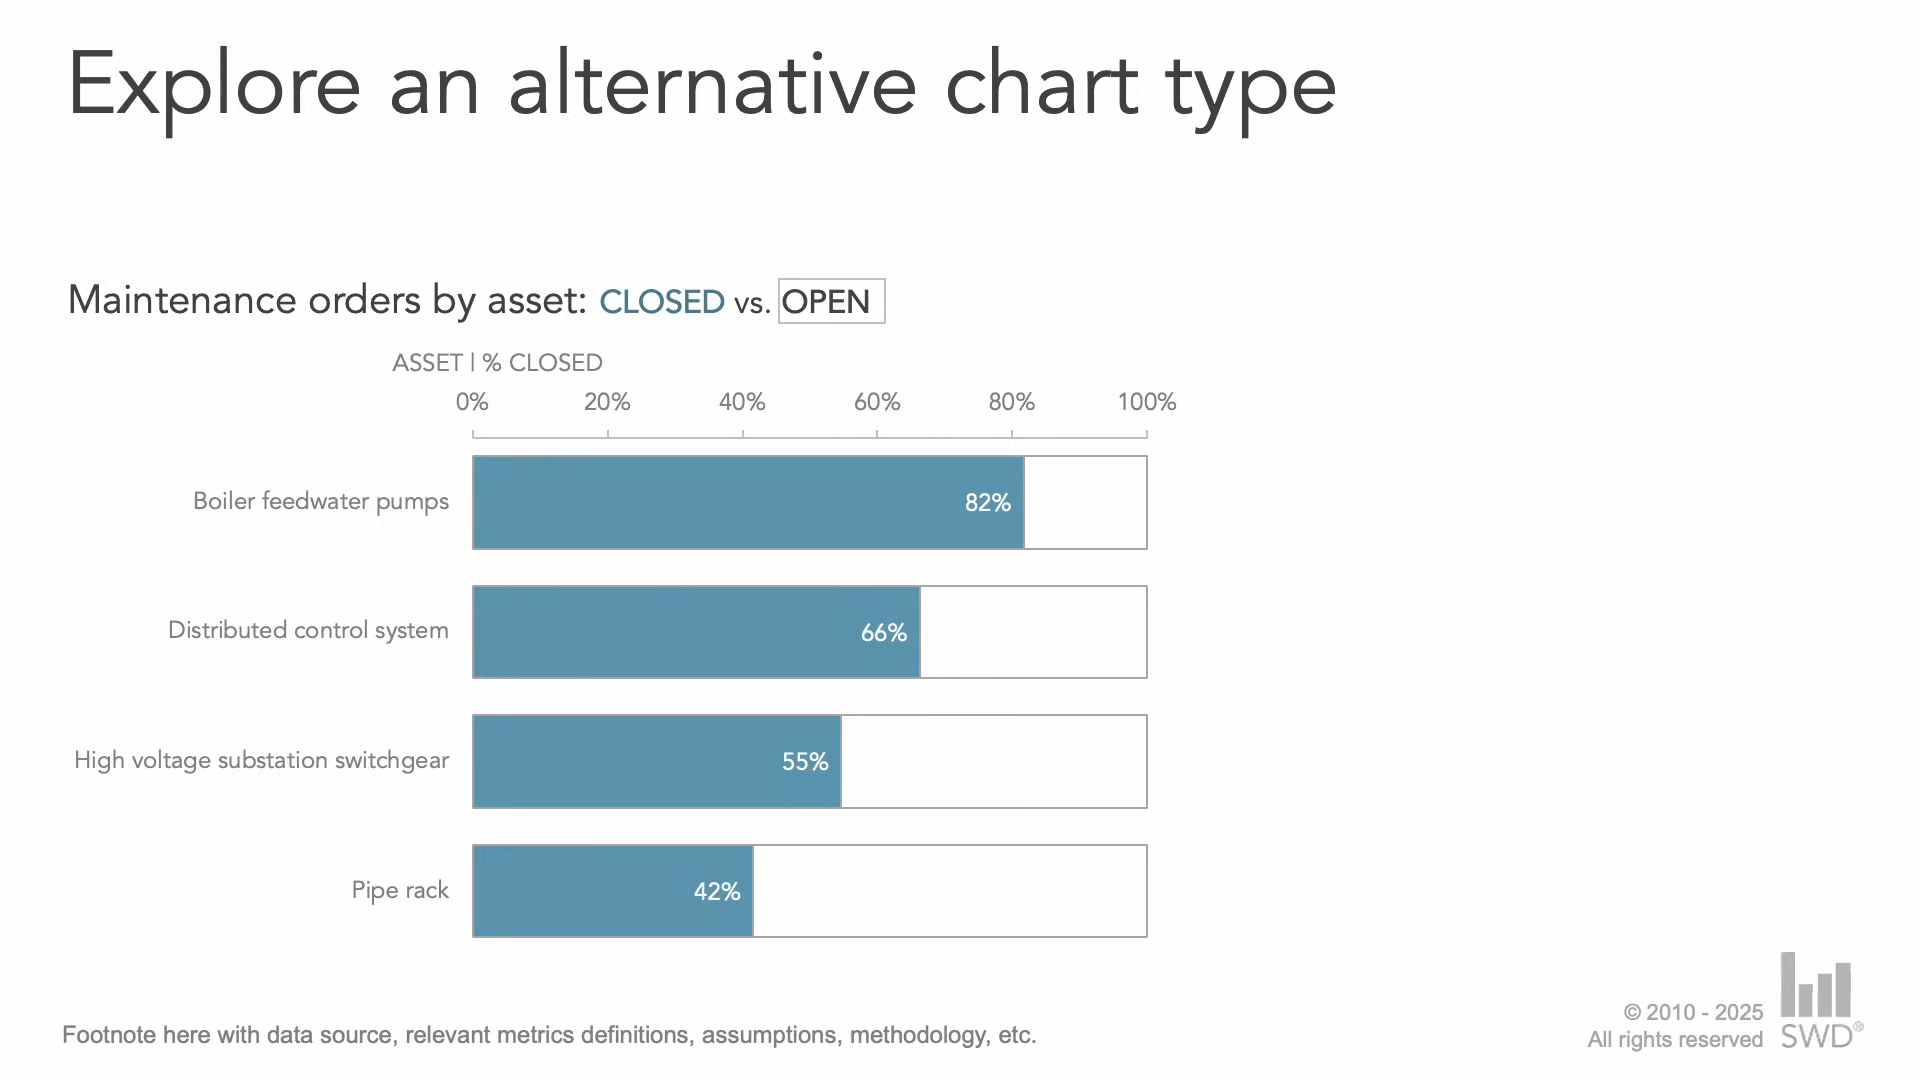 Explore an alternative chart type
Maintenance orders by asset: CLOSED vs. OPEN
ASSET | % CLOSED
0% 20% 40% 60% 80% 100%
Boiler feedwater pumps 82%
Distributed control system 66%
High voltage substation switchgear 55%
Pipe rack 42%
Footnote here with data source, relevant metrics definitions, assumptions, methodology, etc.
© 2010 - 2025
All rights reserved
SWD®